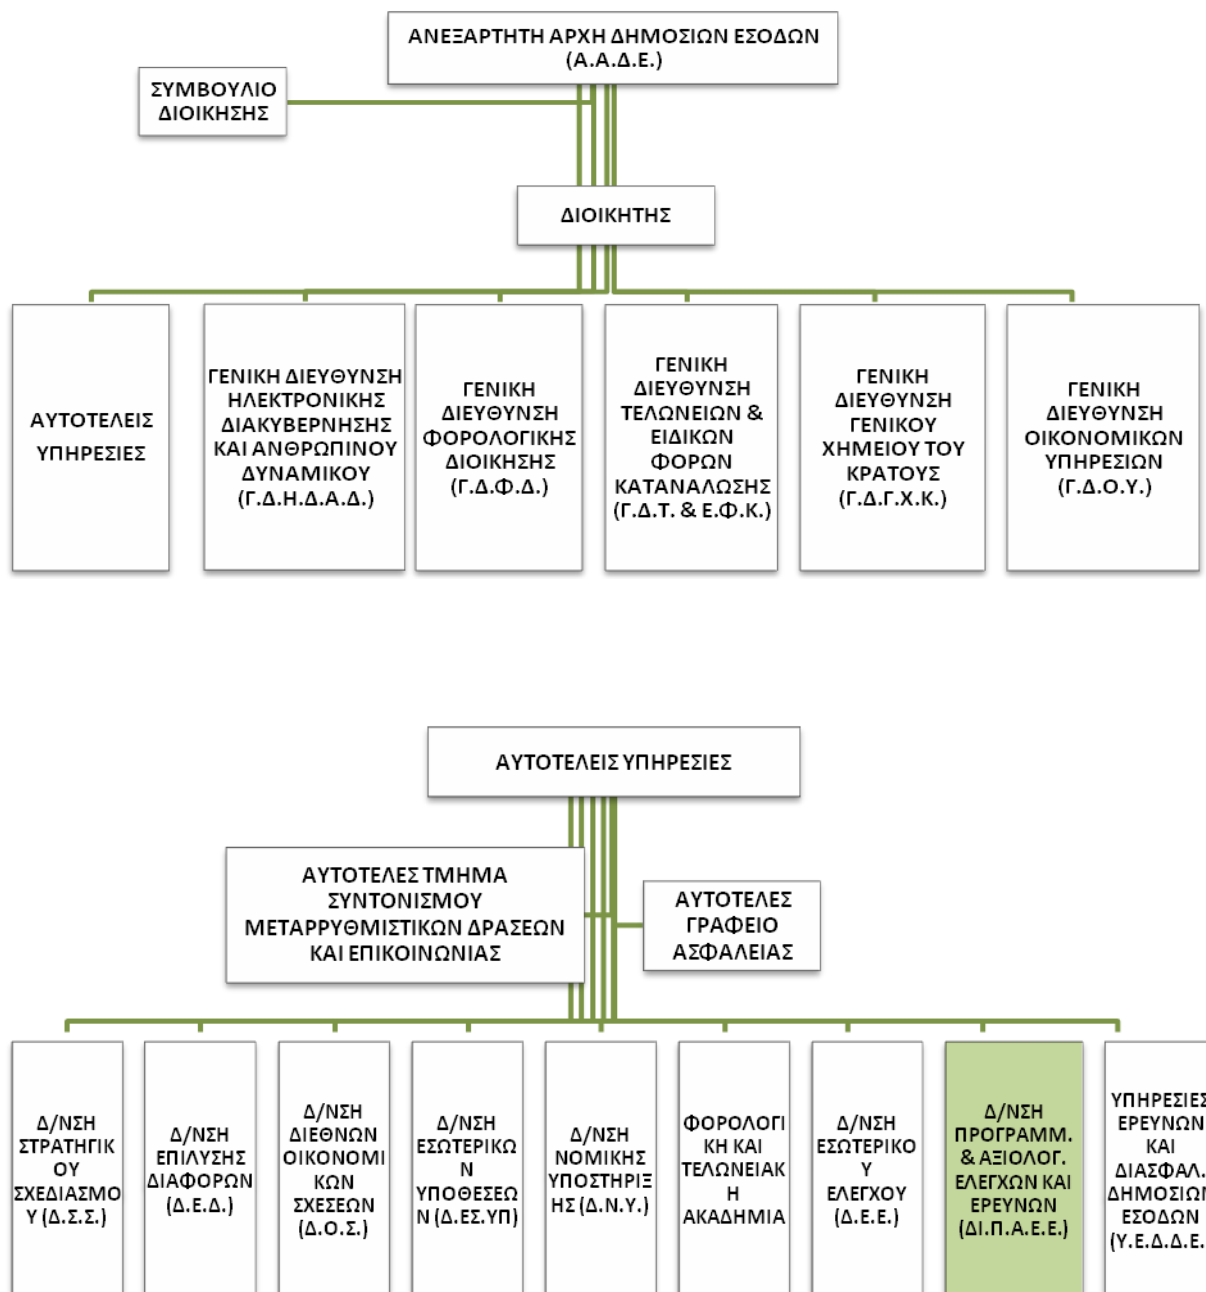 ΑΝΕΞΑΡΤΗΤΗ ΑΡΧΗ ΔΗΜΟΣΙΩΝ ΕΣΟΔΩΝ
(Α.Α.Δ.Ε.)
ΣΥΜΒΟΥΛΙΟ
ΔΙΟΙΚΗΣΗΣ
ΔΙΟΙΚΗΤΗΣ
ΑΥΤΟΤΕΛΕΙΣ
ΥΠΗΡΕΣΙΕΣ
ΓΕΝΙΚΗ ΔΙΕΥΘΥΝΣΗ
ΗΛΕΚΤΡΟΝΙΚΗΣ
ΔΙΑΚΥΒΕΡΝΗΣΗΣ
ΚΑΙ ΑΝΘΡΩΠΙΝΟΥ
ΔΥΝΑΜΙΚΟΥ
(Γ.Δ.Η.Δ.Α.Δ.)
ΓΕΝΙΚΗ
ΔΙΕΥΘΥΝΣΗ
ΦΟΡΟΛΟΓΙΚΗΣ
ΔΙΟΙΚΗΣΗΣ
(Γ.Δ.Φ.Δ.)
ΓΕΝΙΚΗ
ΔΙΕΥΘΥΝΣΗ
ΤΕΛΩΝΕΙΩΝ &
ΕΙΔΙΚΩΝ
ΦΟΡΩΝ
ΚΑΤΑΝΑΛΩΣΗΣ
(Γ.Δ.Τ. & Ε.Φ.Κ.)
ΓΕΝΙΚΗ
ΔΙΕΥΘΥΝΣΗ
ΓΕΝΙΚΟΥ
ΧΗΜΕΙΟΥ ΤΟΥ
ΚΡΑΤΟΥΣ
(Γ.Δ.Γ.Χ.Κ.)
ΓΕΝΙΚΗ
ΔΙΕΥΘΥΝΣΗ
ΟΙΚΟΝΟΜΙΚΩΝ
ΥΠΗΡΕΣΙΩΝ
(Γ.Δ.Ο.Υ.)
ΑΥΤΟΤΕΛΕΙΣ ΥΠΗΡΕΣΙΕΣ
ΑΥΤΟΤΕΛΕΣ ΤΜΗΜΑ
ΣΥΝΤΟΝΙΣΜΟΥ
ΜΕΤΑΡΡΥΘΜΙΣΤΙΚΩΝ ΔΡΑΣΕΩΝ
ΚΑΙ ΕΠΙΚΟΙΝΩΝΙΑΣ
ΑΥΤΟΤΕΛΕΣ
ΓΡΑΦΕΙΟ
ΑΣΦΑΛΕΙΑΣ
Δ/ΝΣΗ
ΣΤΡΑΤΗΓΙΚ
ΟΥ
ΣΧΕΔΙΑΣΜΟ
Υ (Δ.Σ.Σ.)
Δ/ΝΣΗ
ΕΠΙΛΥΣΗΣ
ΔΙΑΦΟΡΩΝ
(Δ.Ε.Δ.)
Δ/ΝΣΗ
ΔΙΕΘΝΩΝ
ΟΙΚΟΝΟΜΙ
ΚΩΝ
ΣΧΕΣΕΩΝ
(Δ.Ο.Σ.)
Δ/ΝΣΗ
ΕΣΩΤΕΡΙΚΩ
Ν
ΥΠΟΘΕΣΕΩ
Ν (Δ.ΕΣ.ΥΠ)
Δ/ΝΣΗ
ΝΟΜΙΚΗΣ
ΥΠΟΣΤΗΡΙΞ
ΗΣ (Δ.Ν.Υ.)
ΦΟΡΟΛΟΓΙ
ΚΗ ΚΑΙ
ΤΕΛΩΝΕΙΑΚ
Η
ΑΚΑΔΗΜΙΑ
Δ/ΝΣΗ
ΕΣΩΤΕΡΙΚΟ
Υ
ΕΛΕΓΧΟΥ
(Δ.Ε.Ε.)
Δ/ΝΣΗ
ΠΡΟΓΡΑΜΜ.
& ΑΞΙΟΛΟΓ.
ΕΛΕΓΧΩΝ ΚΑΙ
ΕΡΕΥΝΩΝ
(ΔΙ.Π.Α.Ε.Ε.)
ΥΠΗΡΕΣΙΕΣ
ΕΡΕΥΝΩΝ
ΚΑΙ
ΔΙΑΣΦΑΛ.
ΔΗΜΟΣΙΩΝ
ΕΣΟΔΩΝ
(Υ.Ε.Δ.Δ.Ε.